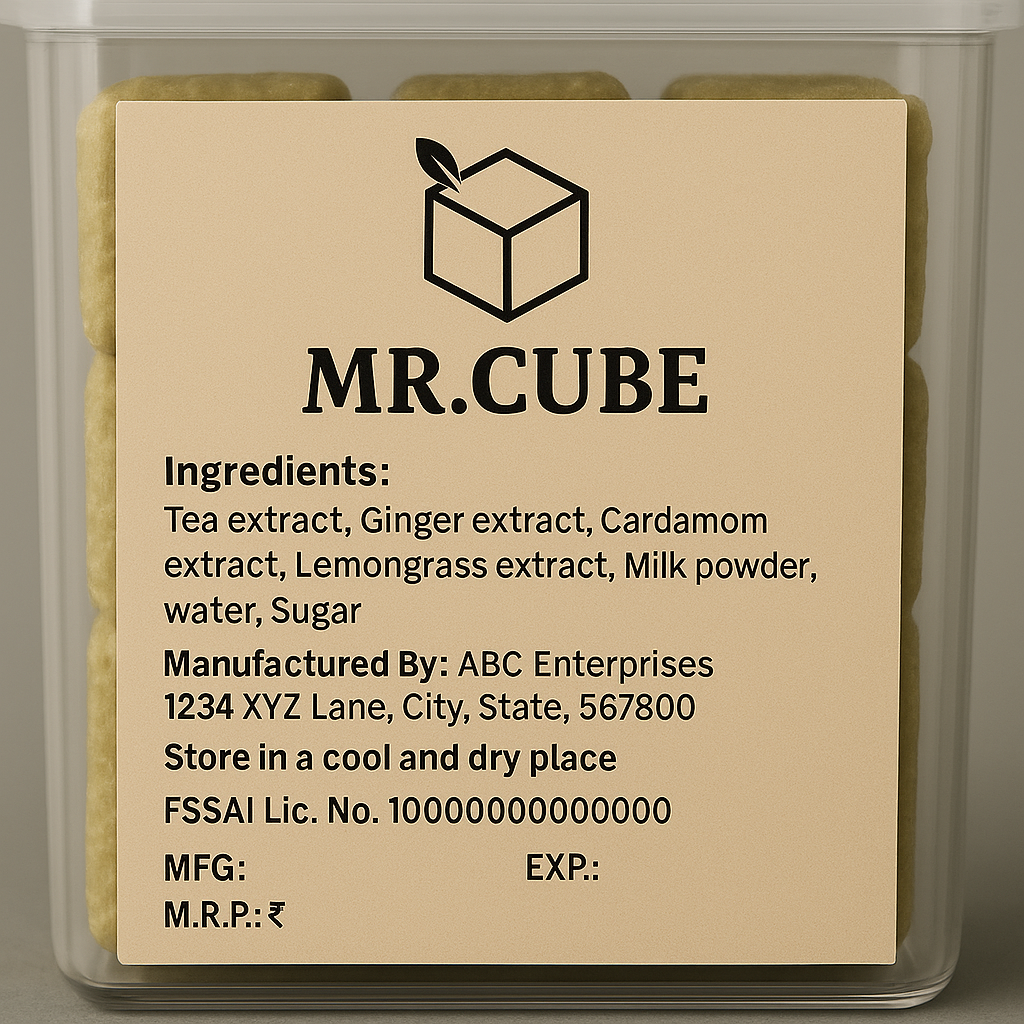 MR.CUBE
Ingredients:
Tea extract, Ginger extract, Cardamom
extract, Lemongrass extract, Milk powder,
water, Sugar
Manufactured By: ABC Enterprises
1234 XYZ Lane, City, State, 567800
Store in a cool and dry place
FSSAI Lic. No. 10000000000000
MFG: EXP.:
M.R.P.: ₹